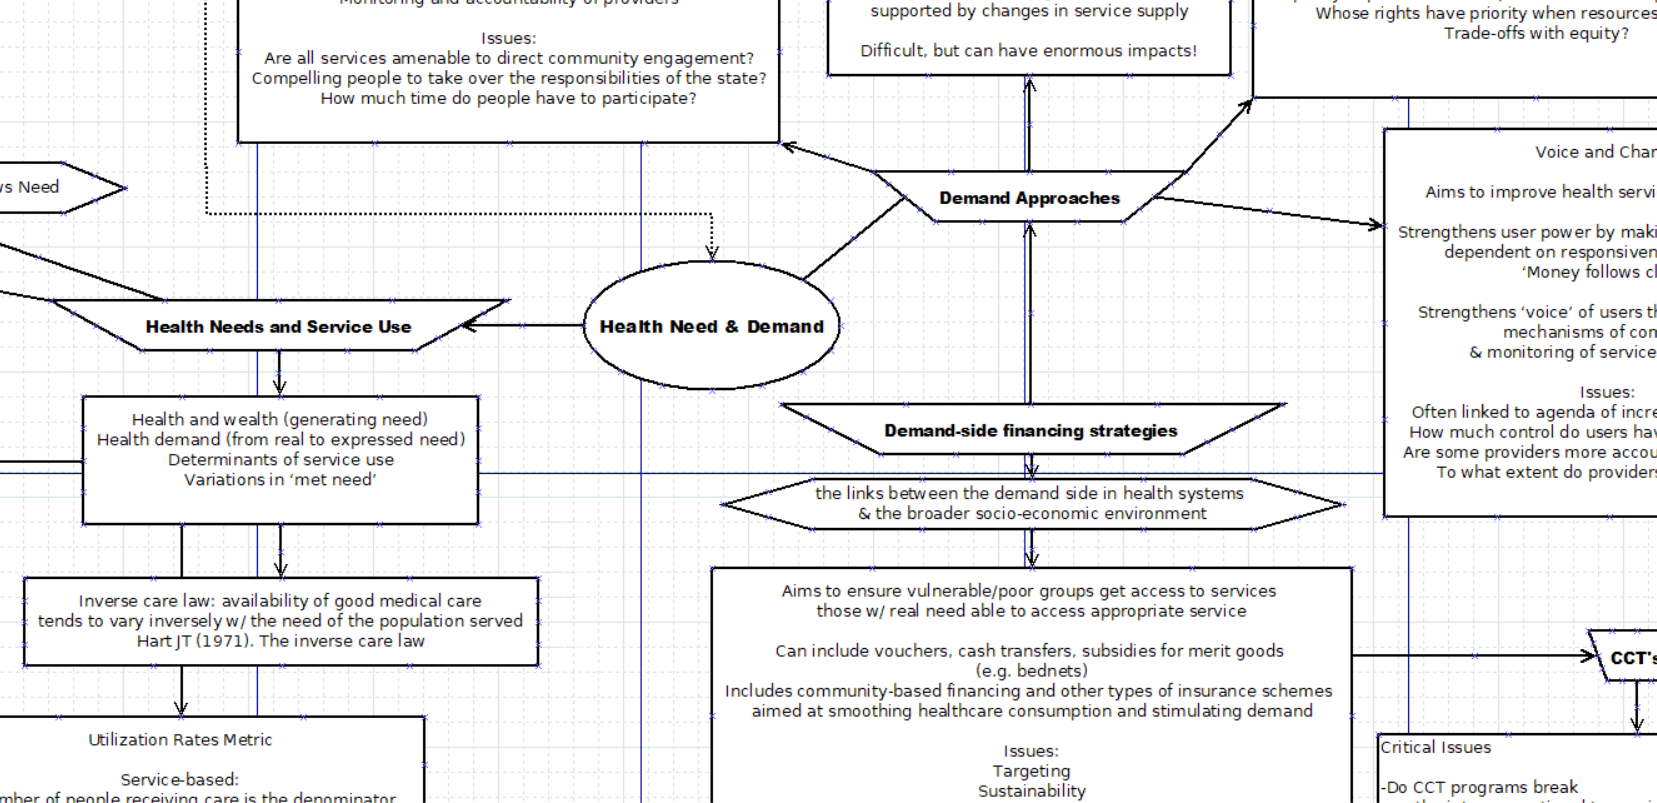 Monitoring and accountability of providers
Issues:
Are all services amenable to direct community engagement?
Compelling people to take over the responsibilities of the state?
How much time do people have to participate?
supported by changes in service supply
Difficult, but can have enormous impacts!
Whose rights have priority when resources
Trade-offs with equity?
Need
Demand Approaches
Voice and
Aims to improve health
Strengthens user power by
dependent on
‘Money follows
Strengthens ‘voice’ of users
mechanisms of
& monitoring of service
Issues:
Often linked to agenda of
How much control do users
Are some providers more
To what extent do providers
Health Needs and Service Use
Health Need & Demand
Health and wealth (generating need)
Health demand (from real to expressed need)
Determinants of service use
Variations in ‘met need’
Demand-side financing strategies
the links between the demand side in health systems
& the broader socio-economic environment
Inverse care law: availability of good medical care
tends to vary inversely w/ the need of the population served
Hart JT (1971). The inverse care law
Aims to ensure vulnerable/poor groups get access to services
those w/ real need able to access appropriate service
Can include vouchers, cash transfers, subsidies for merit goods
(e.g. bednets)
Includes community-based financing and other types of insurance schemes
aimed at smoothing healthcare consumption and stimulating demand
Issues:
Targeting
Sustainability
CCT's
Utilization Rates Metric
Service-based:
of people receiving care is the denominator
Critical Issues
-Do CCT programs break